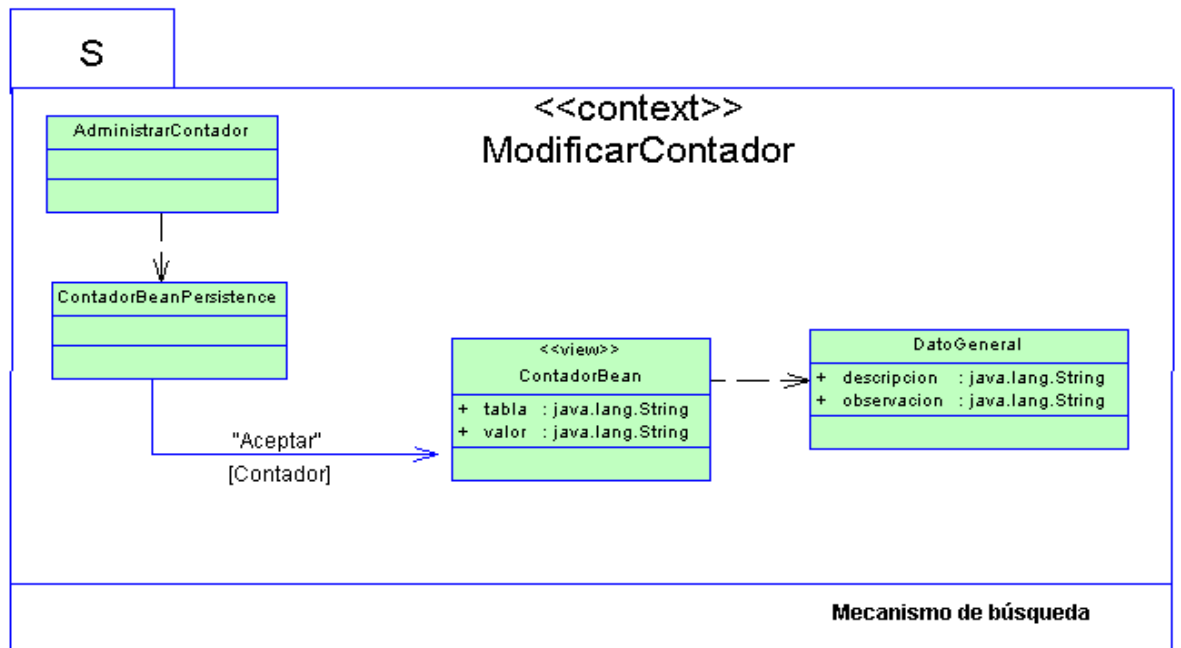 S
<<context>>
ModificarContador
AdministrarContador
ContadorBeanPersistence
"Aceptar"
[Contador]
<<view>>
ContadorBean
+ tabla : java.lang.String
+ valor : java.lang.String
DatoGeneral
+ descripcion : java.lang.String
+ observacion : java.lang.String
Mecanismo de búsqueda